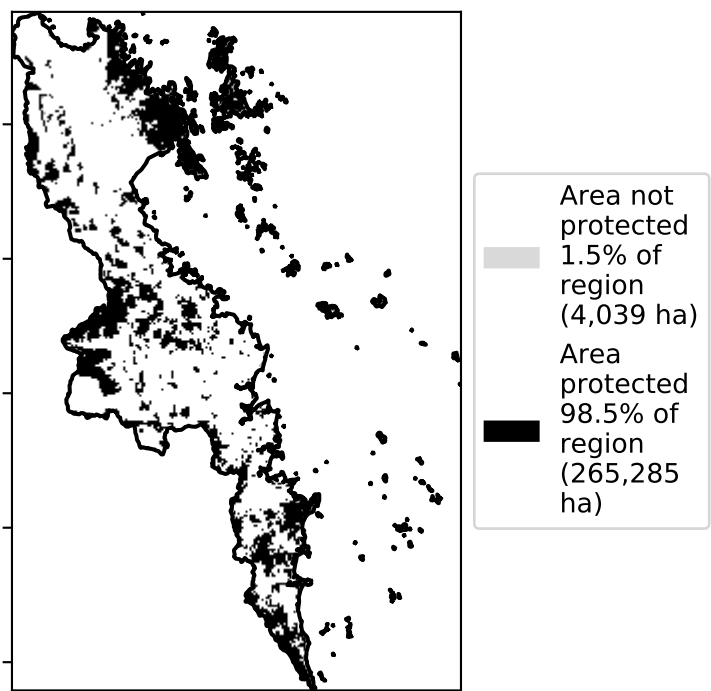 Area not
protected
1.5% of
region
(4,039 ha)
Area
protected
98.5% of
region
(265,285
ha)